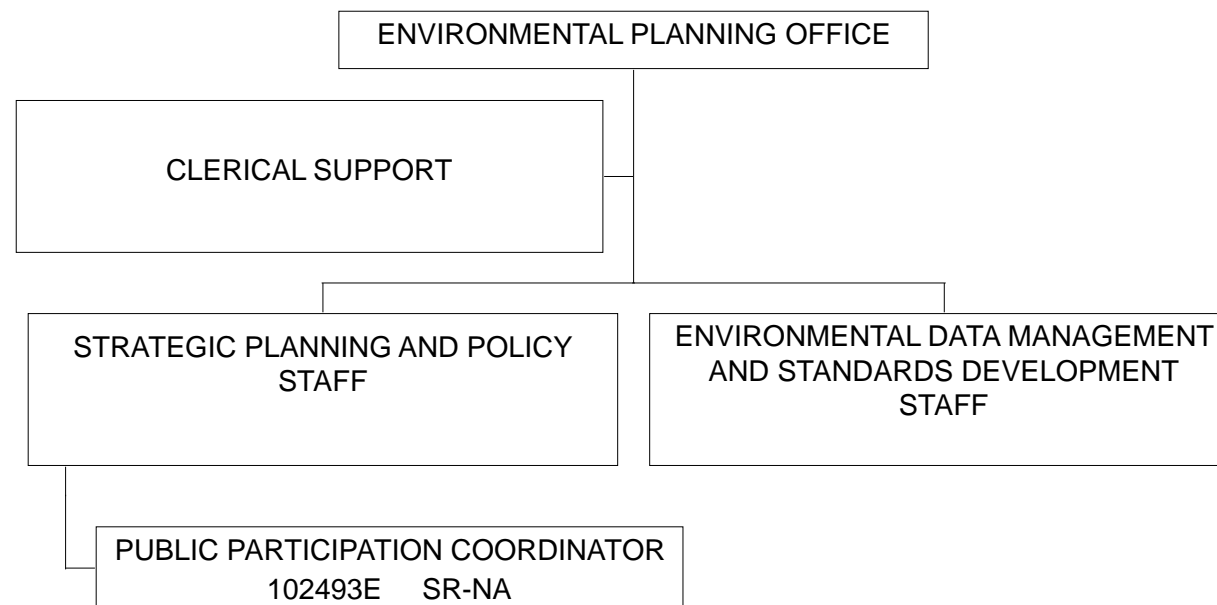 ENVIRONMENTAL PLANNING OFFICE
CLERICAL SUPPORT
STRATEGIC PLANNING AND POLICY
STAFF
ENVIRONMENTAL DATA MANAGEMENT
AND STANDARDS DEVELOPMENT
STAFF
PUBLIC PARTICIPATION COORDINATOR
102493E SR-NA